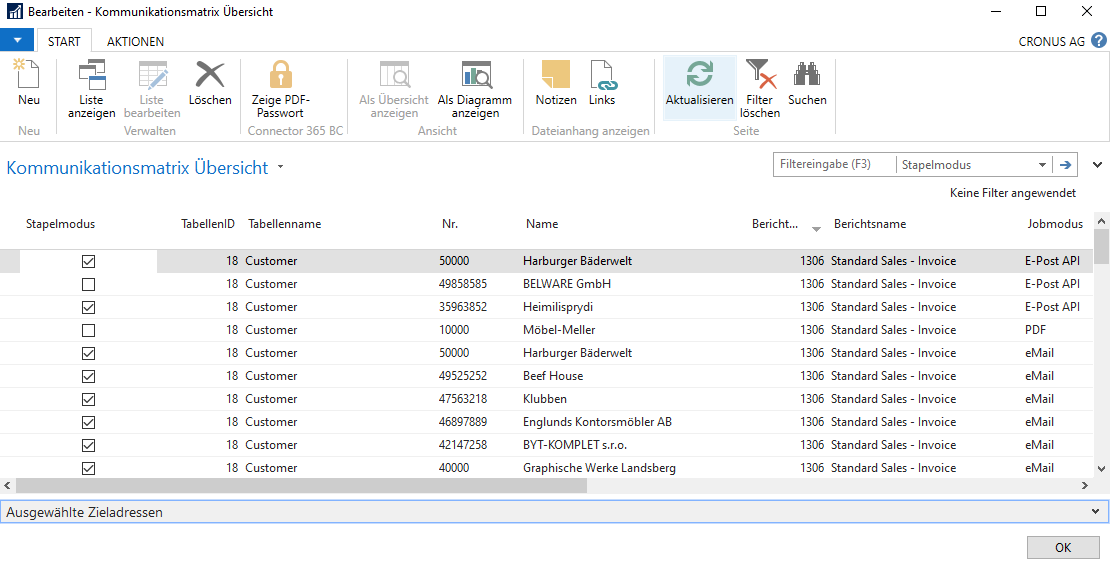 Bearbeiten - Kommunikationsmatrix Übersicht
START AKTIONEN CRONUS AG ?
Neu Liste anzeigen Liste bearbeiten Löschen Zeige PDF-Passwort Als Übersicht anzeigen Als Diagramm anzeigen Notizen Links Aktualisieren Filter löschen Suchen
Neu Verwalten Connector 365 BC Ansicht Dateianhang anzeigen Seite
Kommunikationsmatrix Übersicht Filtereingabe (F3) Stapelmodus
Keine Filter angewendet
Stapelmodus TabellenID Tabellenname Nr. Name Bericht... Berichtsname Jobmodus
18 Customer 50000 Harburger Bäderwelt 1306 Standard Sales - Invoice E-Post API
18 Customer 49858585 BELWARE GmbH 1306 Standard Sales - Invoice E-Post API
18 Customer 35963852 Heimilisprydi 1306 Standard Sales - Invoice E-Post API
18 Customer 10000 Möbel-Meller 1306 Standard Sales - Invoice PDF
18 Customer 50000 Harburger Bäderwelt 1306 Standard Sales - Invoice eMail
18 Customer 49525252 Beef House 1306 Standard Sales - Invoice eMail
18 Customer 47563218 Klubben 1306 Standard Sales - Invoice eMail
18 Customer 46897889 Englunds Kontorsmöbler AB 1306 Standard Sales - Invoice eMail
18 Customer 42147258 BYT-KOMPLET s.r.o. 1306 Standard Sales - Invoice eMail
18 Customer 40000 Graphische Werke Landsberg 1306 Standard Sales - Invoice eMail
Ausgewählte Zieladressen
OK